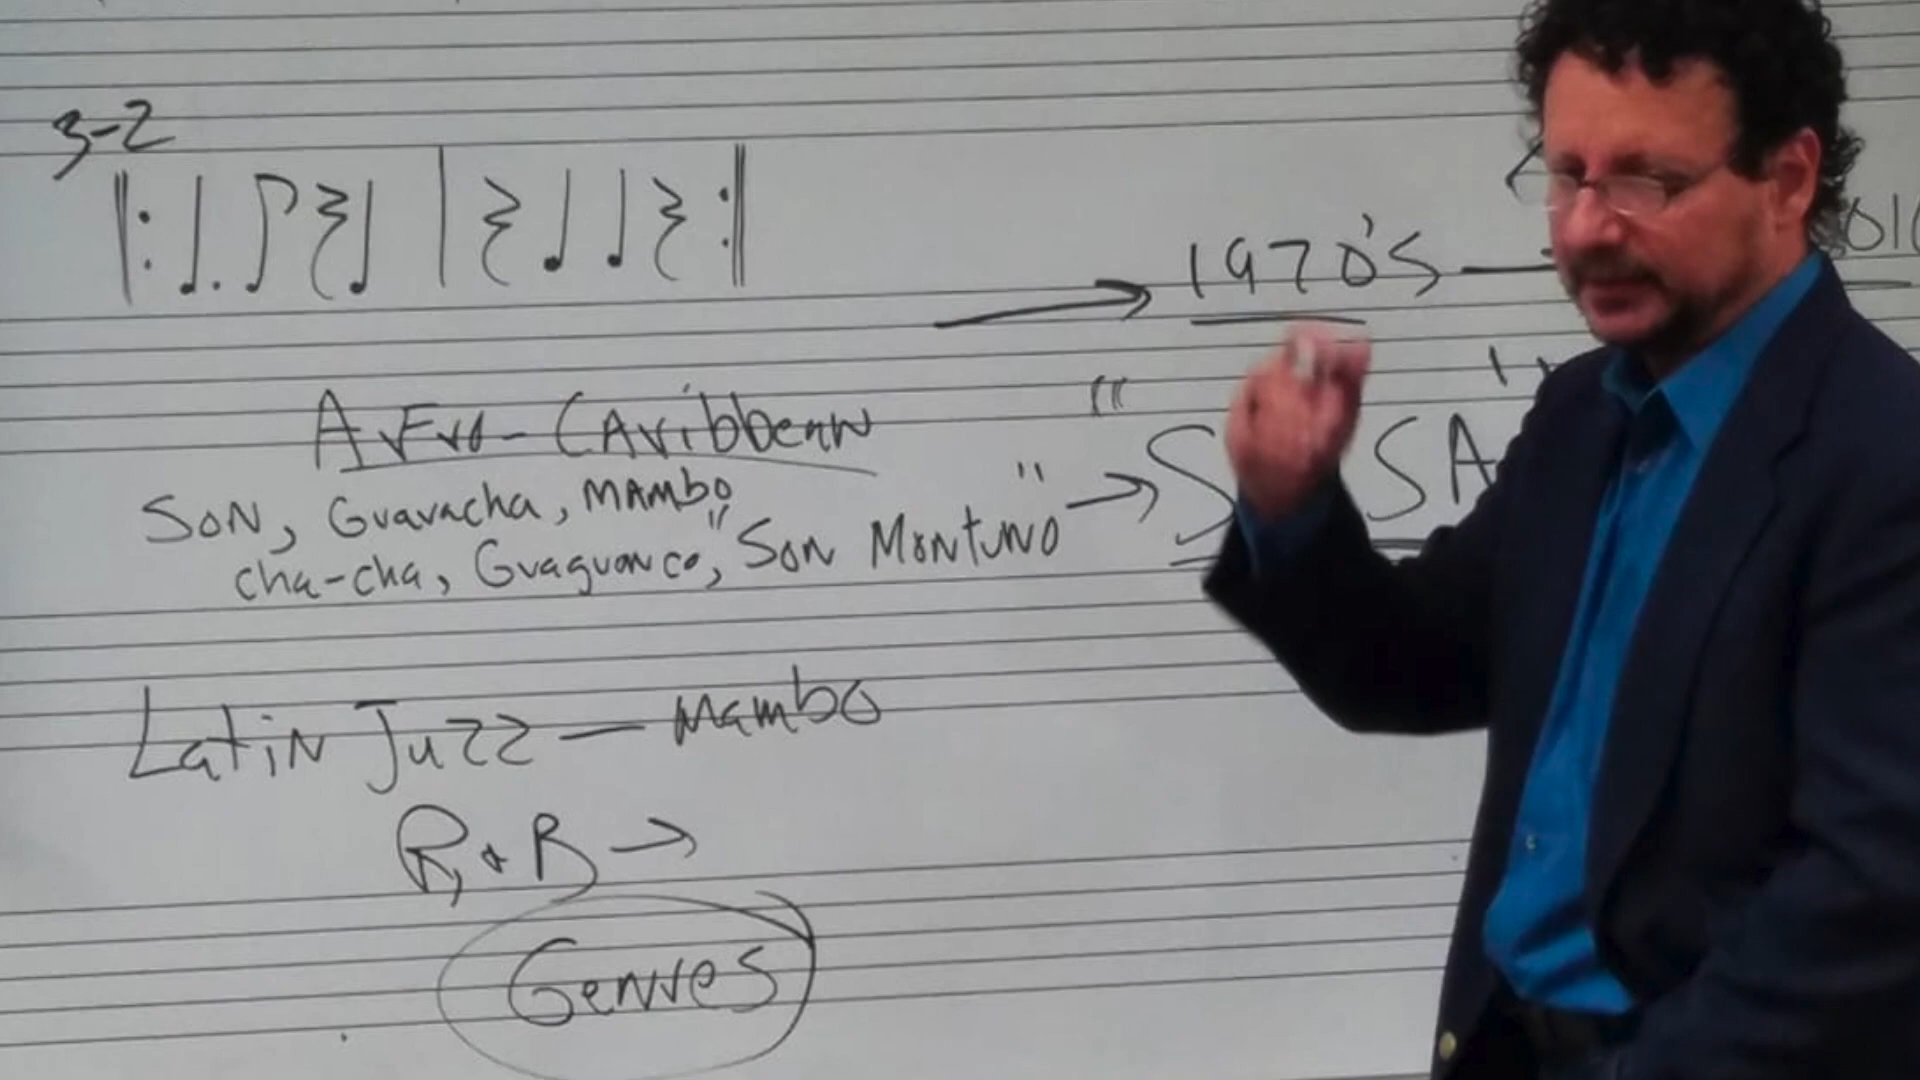 3-2
1970's
Afro-Caribbean
Son, Guaracha, Mambo
cha-cha, Guaguanco, "Son Montuno" →
Latin Jazz — Mambo
R + B →
Genres